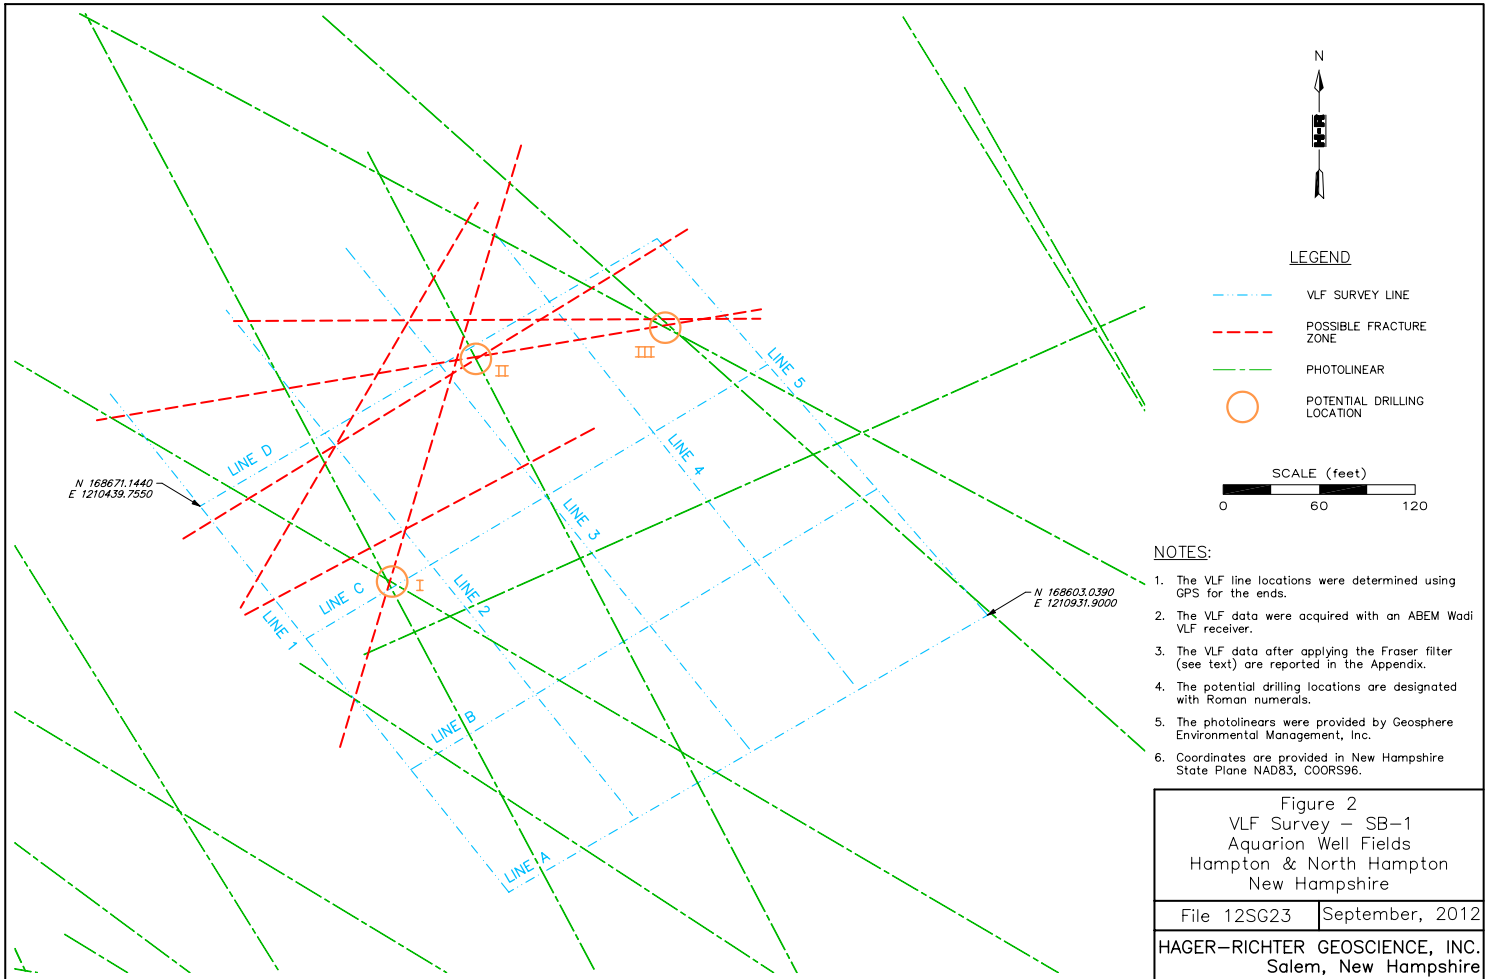 N
H-R
LEGEND
VLF SURVEY LINE
POSSIBLE FRACTURE
ZONE
PHOTOLINEAR
POTENTIAL DRILLING
LOCATION
SCALE (feet)
0 60 120
NOTES:
1. The VLF line locations were determined using
GPS for the ends.
2. The VLF data were acquired with an ABEM Wadi
VLF receiver.
3. The VLF data after applying the Fraser filter
(see text) are reported in the Appendix.
4. The potential drilling locations are designated
with Roman numerals.
5. The photolinears were provided by Geosphere
Environmental Management, Inc.
6. Coordinates are provided in New Hampshire
State Plane NAD83, COORS96.
Figure 2
VLF Survey – SB–1
Aquarion Well Fields
Hampton & North Hampton
New Hampshire
File 12SG23
September, 2012
HAGER–RICHTER GEOSCIENCE, INC.
Salem, New Hampshire
III
II
I
LINE 5
LINE 4
LINE 3
LINE 2
LINE 1
LINE D
LINE C
LINE B
LINE A
N 168671.1440
E 1210439.7550
N 168603.0390
E 1210931.9000